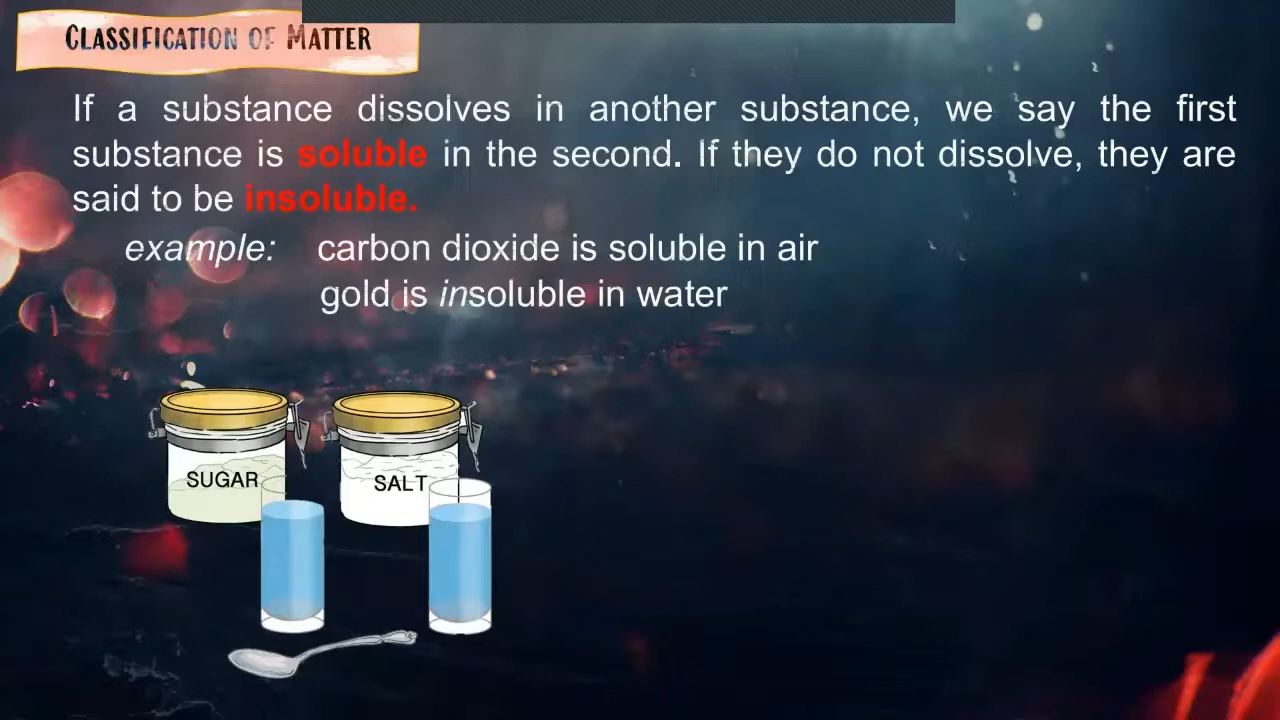 CLASSIFICATION OF MATTER
If a substance dissolves in another substance, we say the first
substance is soluble in the second. If they do not dissolve, they are
said to be insoluble.
example: carbon dioxide is soluble in air
gold is insoluble in water
SUGAR
SALT